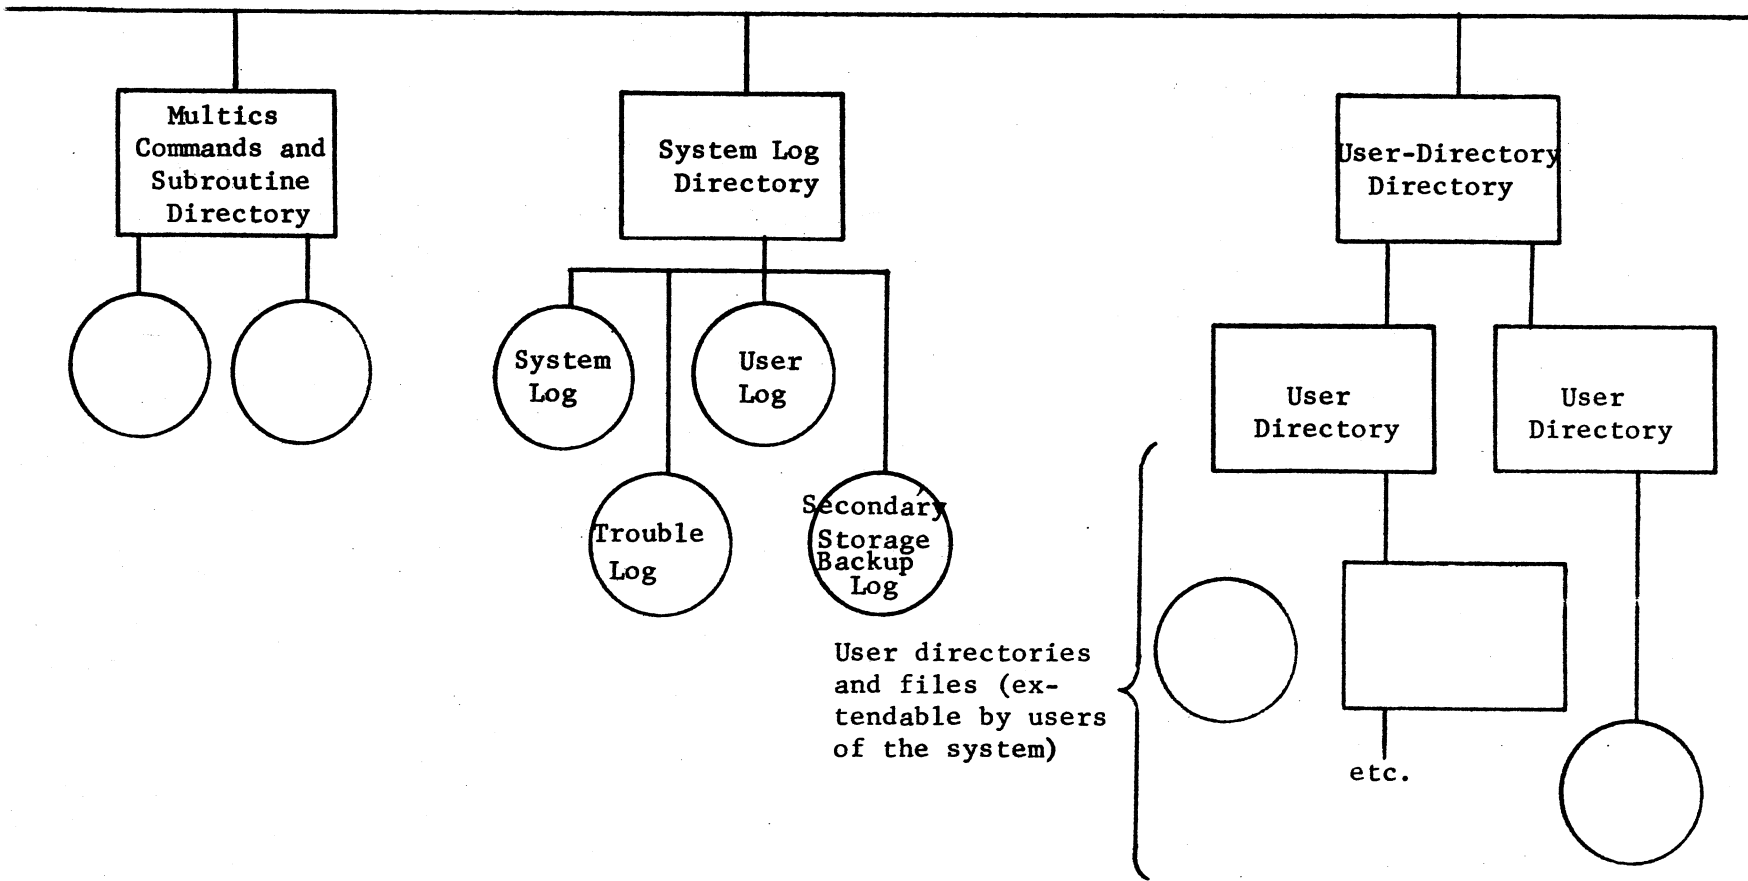 Multics
Commands and
Subroutine
Directory
System Log
Directory
User-Directory
Directory
System
Log
User
Log
Trouble
Log
Secondary
Storage
Backup
Log
User
Directory
User
Directory
User directories
and files (ex-
tendable by users
of the system)
etc.